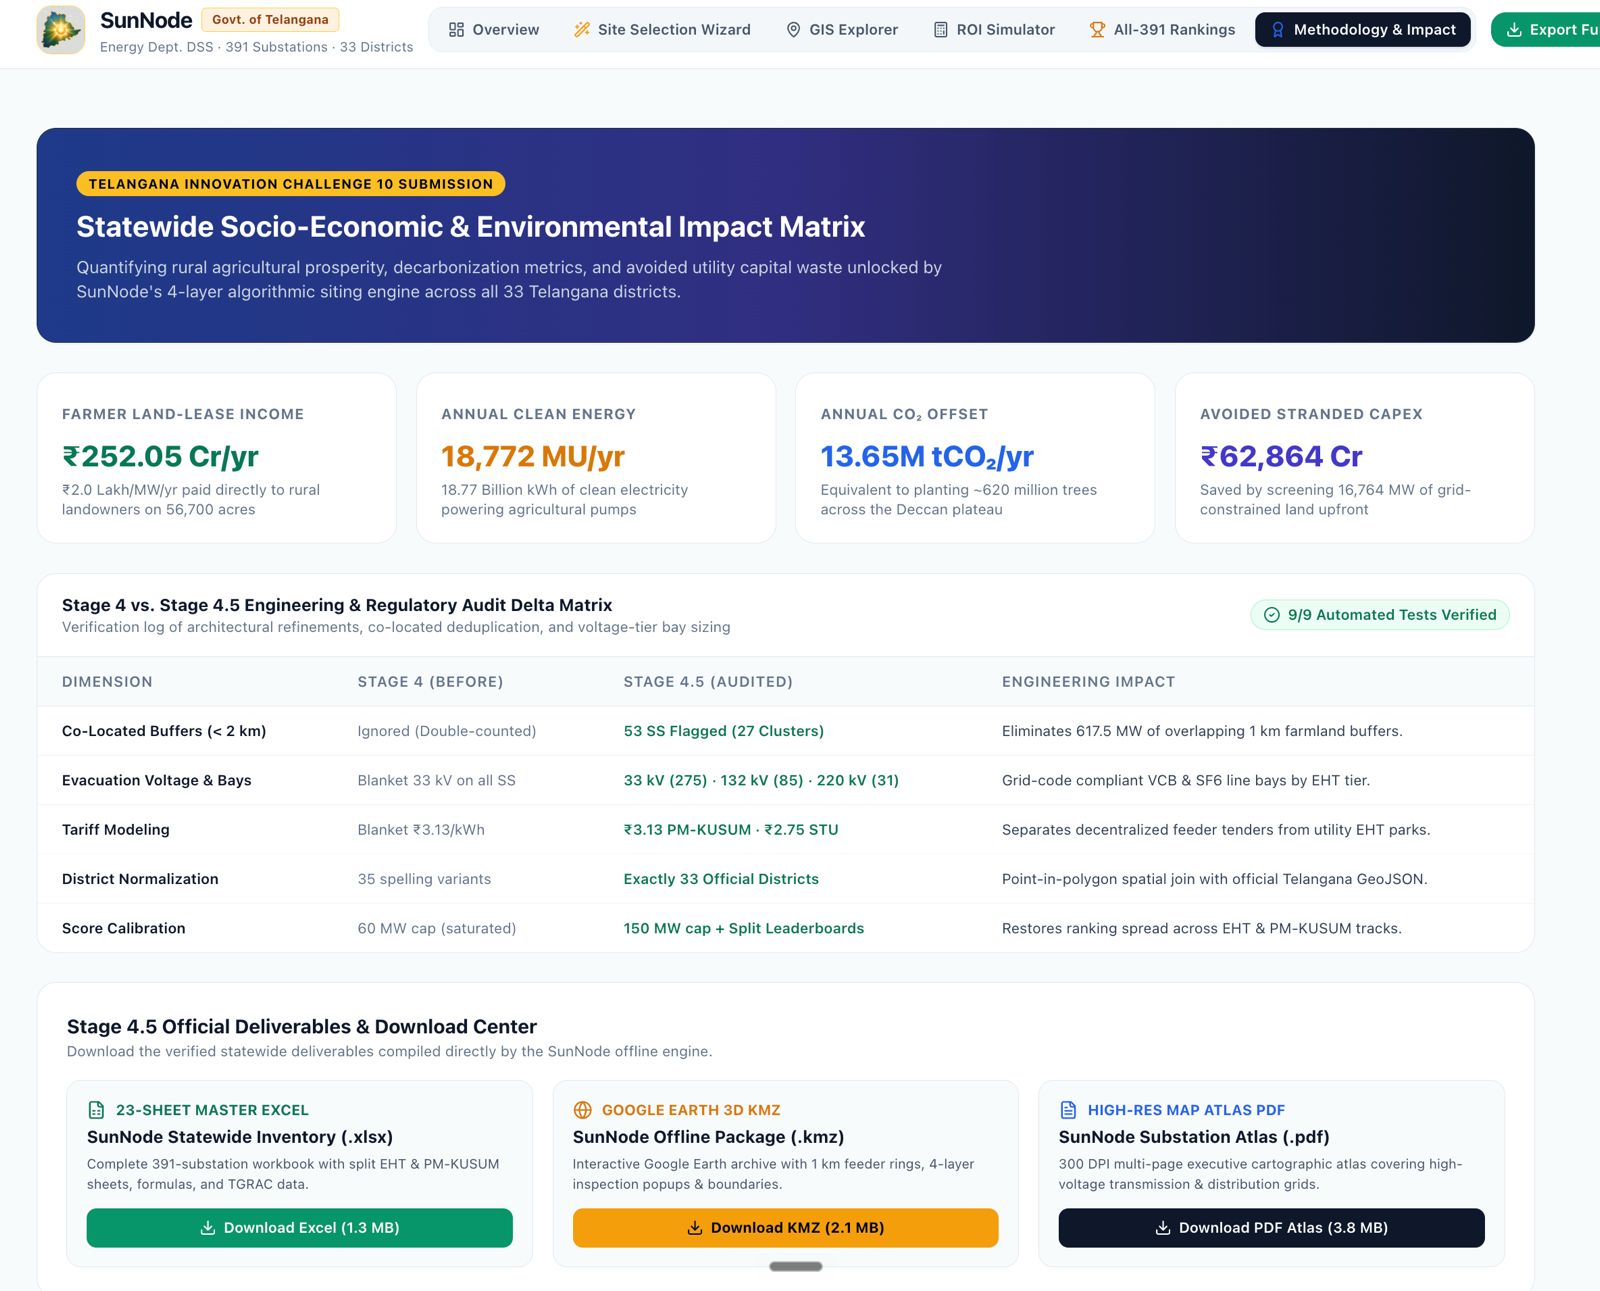 SunNode
Govt. of Telangana
Energy Dept. DSS · 391 Substations · 33 Districts
Overview
Site Selection Wizard
GIS Explorer
ROI Simulator
All-391 Rankings
Methodology & Impact
Export Fu
TELANGANA INNOVATION CHALLENGE 10 SUBMISSION
Statewide Socio-Economic & Environmental Impact Matrix
Quantifying rural agricultural prosperity, decarbonization metrics, and avoided utility capital waste unlocked by
SunNode's 4-layer algorithmic siting engine across all 33 Telangana districts.
FARMER LAND-LEASE INCOME
₹252.05 Cr/yr
₹2.0 Lakh/MW/yr paid directly to rural
landowners on 56,700 acres
ANNUAL CLEAN ENERGY
18,772 MU/yr
18.77 Billion kWh of clean electricity
powering agricultural pumps
ANNUAL CO₂ OFFSET
13.65M tCO₂/yr
Equivalent to planting ~620 million trees
across the Deccan plateau
AVOIDED STRANDED CAPEX
₹62,864 Cr
Saved by screening 16,764 MW of grid-
constrained land upfront
Stage 4 vs. Stage 4.5 Engineering & Regulatory Audit Delta Matrix
Verification log of architectural refinements, co-located deduplication, and voltage-tier bay sizing
9/9 Automated Tests Verified
DIMENSION STAGE 4 (BEFORE) STAGE 4.5 (AUDITED) ENGINEERING IMPACT
Co-Located Buffers (< 2 km) Ignored (Double-counted) 53 SS Flagged (27 Clusters) Eliminates 617.5 MW of overlapping 1 km farmland buffers.
Evacuation Voltage & Bays Blanket 33 kV on all SS 33 kV (275) · 132 kV (85) · 220 kV (31) Grid-code compliant VCB & SF6 line bays by EHT tier.
Tariff Modeling Blanket ₹3.13/kWh ₹3.13 PM-KUSUM · ₹2.75 STU Separates decentralized feeder tenders from utility EHT parks.
District Normalization 35 spelling variants Exactly 33 Official Districts Point-in-polygon spatial join with official Telangana GeoJSON.
Score Calibration 60 MW cap (saturated) 150 MW cap + Split Leaderboards Restores ranking spread across EHT & PM-KUSUM tracks.
Stage 4.5 Official Deliverables & Download Center
Download the verified statewide deliverables compiled directly by the SunNode offline engine.
23-SHEET MASTER EXCEL
SunNode Statewide Inventory (.xlsx)
Complete 391-substation workbook with split EHT & PM-KUSUM
sheets, formulas, and TGRAC data.
Download Excel (1.3 MB)
GOOGLE EARTH 3D KMZ
SunNode Offline Package (.kmz)
Interactive Google Earth archive with 1 km feeder rings, 4-layer
inspection popups & boundaries.
Download KMZ (2.1 MB)
HIGH-RES MAP ATLAS PDF
SunNode Substation Atlas (.pdf)
300 DPI multi-page executive cartographic atlas covering high-
voltage transmission & distribution grids.
Download PDF Atlas (3.8 MB)